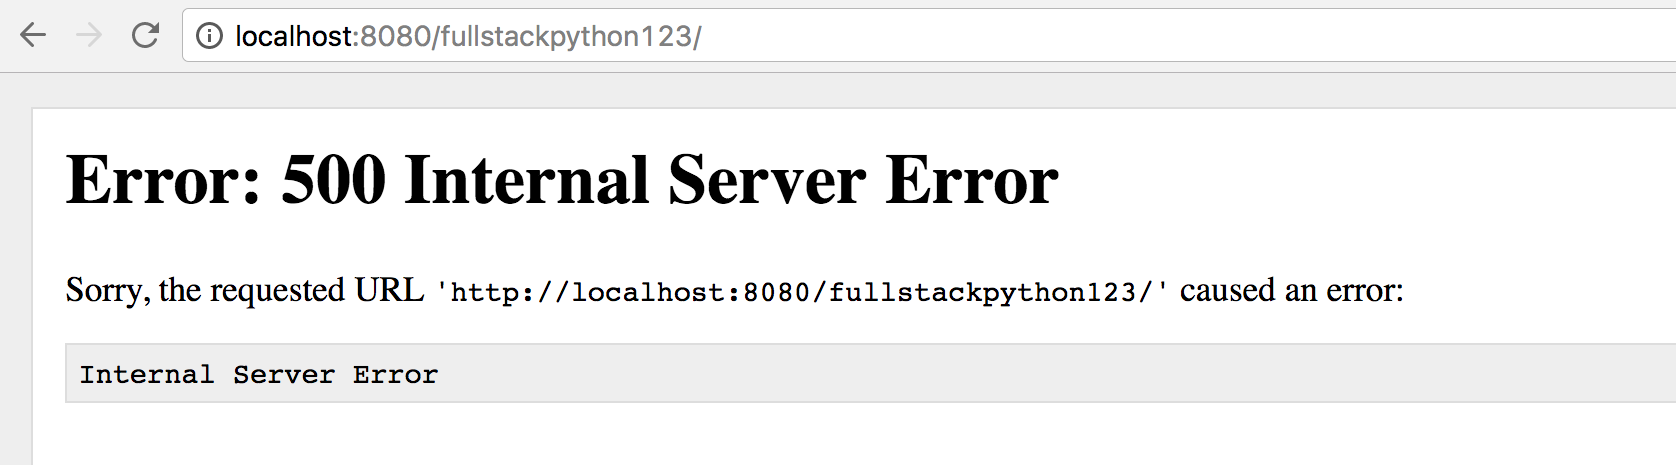 localhost:8080/fullstackpython123/
Error: 500 Internal Server Error
Sorry, the requested URL 'http://localhost:8080/fullstackpython123/' caused an error:
Internal Server Error